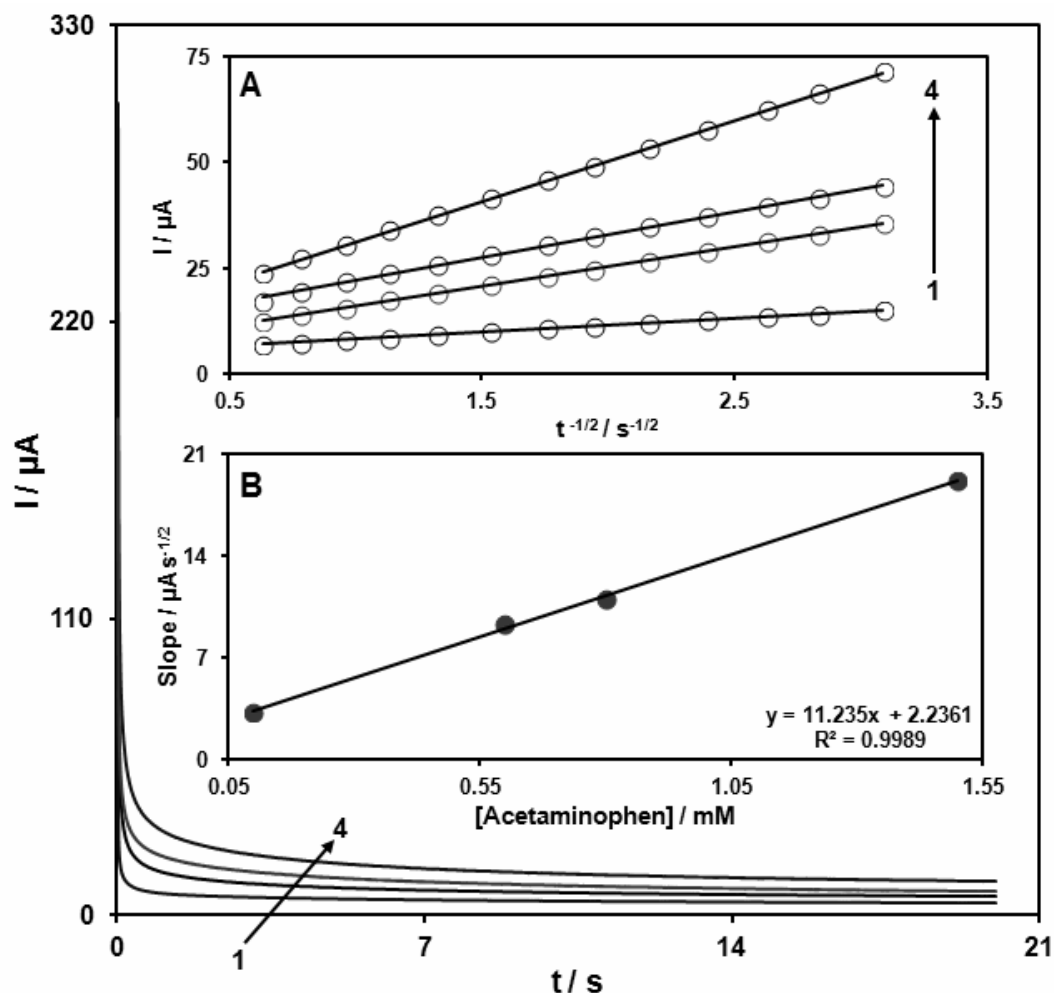 330
220
110
0
I / µA
0 7 14 21
t / s
1
4
A
75
50
25
0
I / µA
0.5 1.5 2.5 3.5
t -1/2 / s-1/2
4
1
B
21
14
7
0
Slope / µA s-1/2
0.05 0.55 1.05 1.55
[Acetaminophen] / mM
y = 11.235x + 2.2361
R² = 0.9989